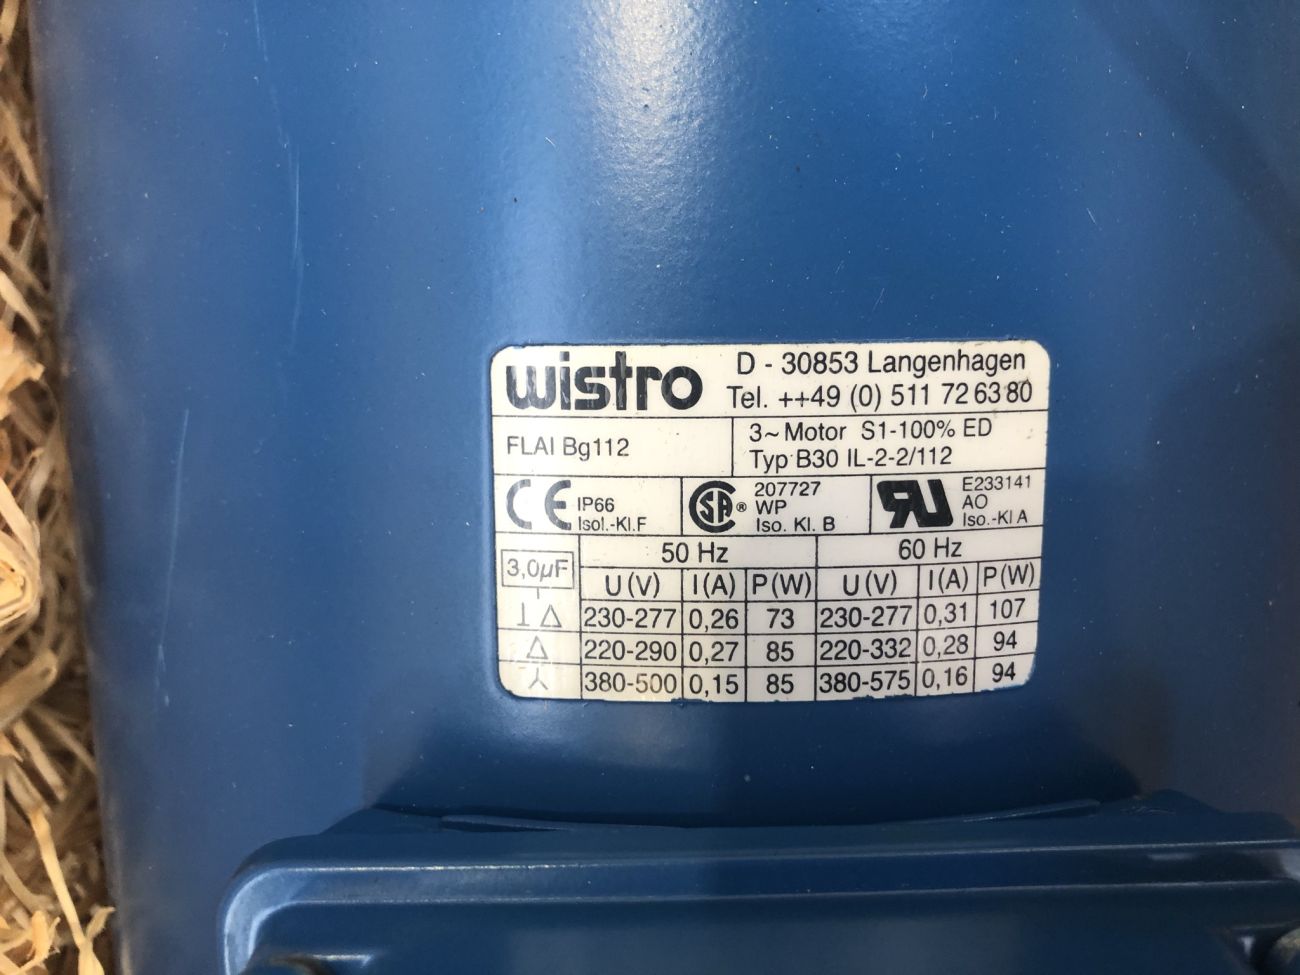 wistro
D - 30853 Langenhagen
Tel. ++49 (0) 511 72 63 80
FLAI Bg112
3~ Motor S1-100% ED
Typ B30 IL-2-2/112
CE IP66
Isol.-Kl.F
SA ® 207727
WP
Iso. Kl. B
RU E233141
AO
Iso.-Kl A
3,0µF
50 Hz 60 Hz
U(V) I(A) P(W) U(V) I(A) P(W)
⊥ Δ 230-277 0,26 73 230-277 0,31 107
Δ 220-290 0,27 85 220-332 0,28 94
⅄ 380-500 0,15 85 380-575 0,16 94